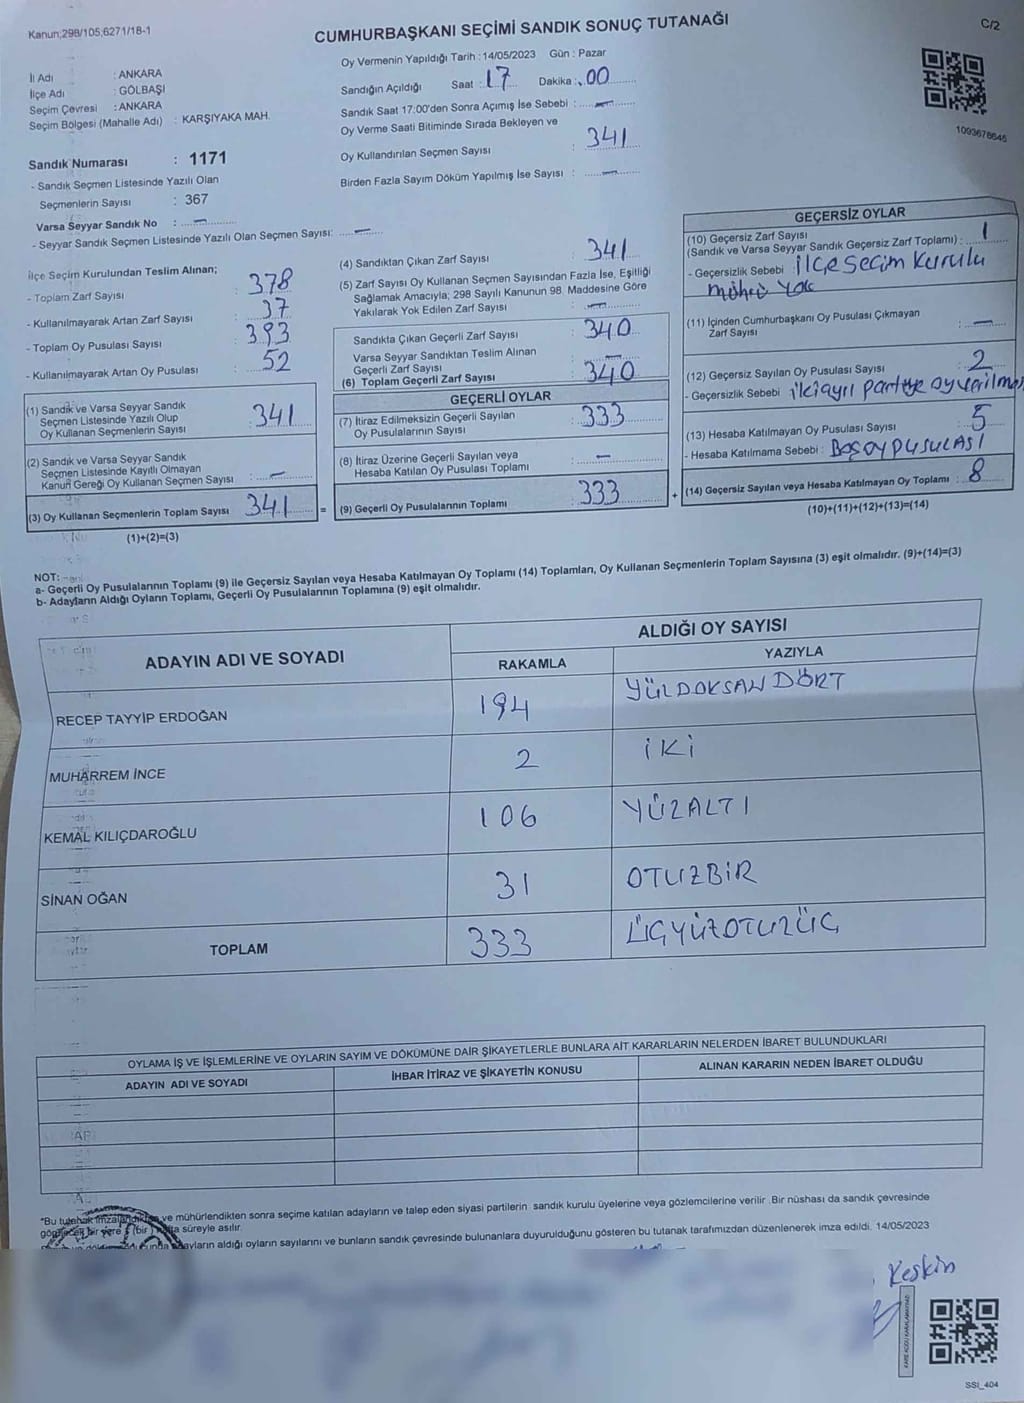 Kanun;298/105;6271/18-1
CUMHURBAŞKANI SEÇİMİ SANDIK SONUÇ TUTANAĞI
C/2
İl Adı : ANKARA
İlçe Adı : GÖLBAŞI
Seçim Çevresi : ANKARA
Seçim Bölgesi (Mahalle Adı) : KARŞIYAKA MAH.
Sandık Numarası : 1171
- Sandık Seçmen Listesinde Yazılı Olan
Seçmenlerin Sayısı : 367
Varsa Seyyar Sandık No : —
- Seyyar Sandık Seçmen Listesinde Yazılı Olan Seçmen Sayısı: —
Oy Vermenin Yapıldığı Tarih : 14/05/2023 Gün : Pazar
Sandığın Açıldığı Saat : 17 Dakika : 00
Sandık Saat 17:00'den Sonra Açımış İse Sebebi : —
Oy Verme Saati Bitiminde Sırada Bekleyen ve
Oy Kullandırılan Seçmen Sayısı : 341
Birden Fazla Sayım Döküm Yapılmış İse Sayısı : —
1093676646
İlçe Seçim Kurulundan Teslim Alınan;
- Toplam Zarf Sayısı : 378
- Kullanılmayarak Artan Zarf Sayısı : 37
- Toplam Oy Pusulası Sayısı : 393
- Kullanılmayarak Artan Oy Pusulası : 52
(1) Sandık ve Varsa Seyyar Sandık
Seçmen Listesinde Yazılı Olup
Oy Kullanan Seçmenlerin Sayısı : 341
(2) Sandık ve Varsa Seyyar Sandık
Seçmen Listesinde Kayıtlı Olmayan
Kanun Gereği Oy Kullanan Seçmen Sayısı : —
(3) Oy Kullanan Seçmenlerin Toplam Sayısı 341 =
(1)+(2)=(3)
(4) Sandıktan Çıkan Zarf Sayısı : 341
(5) Zarf Sayısı Oy Kullanan Seçmen Sayısından Fazla İse, Eşitliği
Sağlamak Amacıyla; 298 Sayılı Kanunun 98. Maddesine Göre
Yakılarak Yok Edilen Zarf Sayısı : —
Sandıkta Çıkan Geçerli Zarf Sayısı : 340
Varsa Seyyar Sandıktan Teslim Alınan
Geçerli Zarf Sayısı : —
(6) Toplam Geçerli Zarf Sayısı : 340
GEÇERLİ OYLAR
(7) İtiraz Edilmeksizin Geçerli Sayılan
Oy Pusulalarının Sayısı : 333
(8) İtiraz Üzerine Geçerli Sayılan veya
Hesaba Katılan Oy Pusulası Toplamı : —
(9) Geçerli Oy Pusulalarının Toplamı : 333 +
GEÇERSİZ OYLAR
(10) Geçersiz Zarf Sayısı
(Sandık ve Varsa Seyyar Sandık Geçersiz Zarf Toplamı) : 1
- Geçersizlik Sebebi : İlçe Seçim Kurulu
mührü Yok
(11) İçinden Cumhurbaşkanı Oy Pusulası Çıkmayan
Zarf Sayısı : —
(12) Geçersiz Sayılan Oy Pusulası Sayısı : 2
- Geçersizlik Sebebi : iki ayrı partiye oy verilmş
(13) Hesaba Katılmayan Oy Pusulası Sayısı : 5
- Hesaba Katılmama Sebebi : BOŞ OY PUSULASI
(14) Geçersiz Sayılan veya Hesaba Katılmayan Oy Toplamı : 8
(10)+(11)+(12)+(13)=(14)
NOT:
a- Geçerli Oy Pusulalarının Toplamı (9) ile Geçersiz Sayılan veya Hesaba Katılmayan Oy Toplamı (14) Toplamları, Oy Kullanan Seçmenlerin Toplam Sayısına (3) eşit olmalıdır. (9)+(14)=(3)
b- Adayların Aldığı Oyların Toplamı, Geçerli Oy Pusulalarının Toplamına (9) eşit olmalıdır.
ADAYIN ADI VE SOYADI
ALDIĞI OY SAYISI
RAKAMLA YAZIYLA
RECEP TAYYİP ERDOĞAN 194 YÜZDOKSAN DÖRT
MUHARREM İNCE 2 İKİ
KEMAL KILIÇDAROĞLU 106 YÜZALTI
SİNAN OĞAN 31 OTUZBİR
TOPLAM 333 ÜÇYÜZOTUZÜÇ
OYLAMA İŞ VE İŞLEMLERİNE VE OYLARIN SAYIM VE DÖKÜMÜNE DAİR ŞİKAYETLERLE BUNLARA AİT KARARLARIN NELERDEN İBARET BULUNDUKLARI
ADAYIN ADI VE SOYADI İHBAR İTİRAZ VE ŞİKAYETİN KONUSU ALINAN KARARIN NEDEN İBARET OLDUĞU
*Bu tutanak imzalandıktan ve mühürlendikten sonra seçime katılan adayların ve talep eden siyasi partilerin sandık kurulu üyelerine veya gözlemcilerine verilir. Bir nüshası da sandık çevresinde
bir yere (bir) hafta süreyle asılır.
adayların aldığı oyların sayılarını ve bunların sandık çevresinde bulunanlara duyurulduğunu gösteren bu tutanak tarafımızdan düzenlenerek imza edildi. 14/05/2023
Keskin
SSI_404